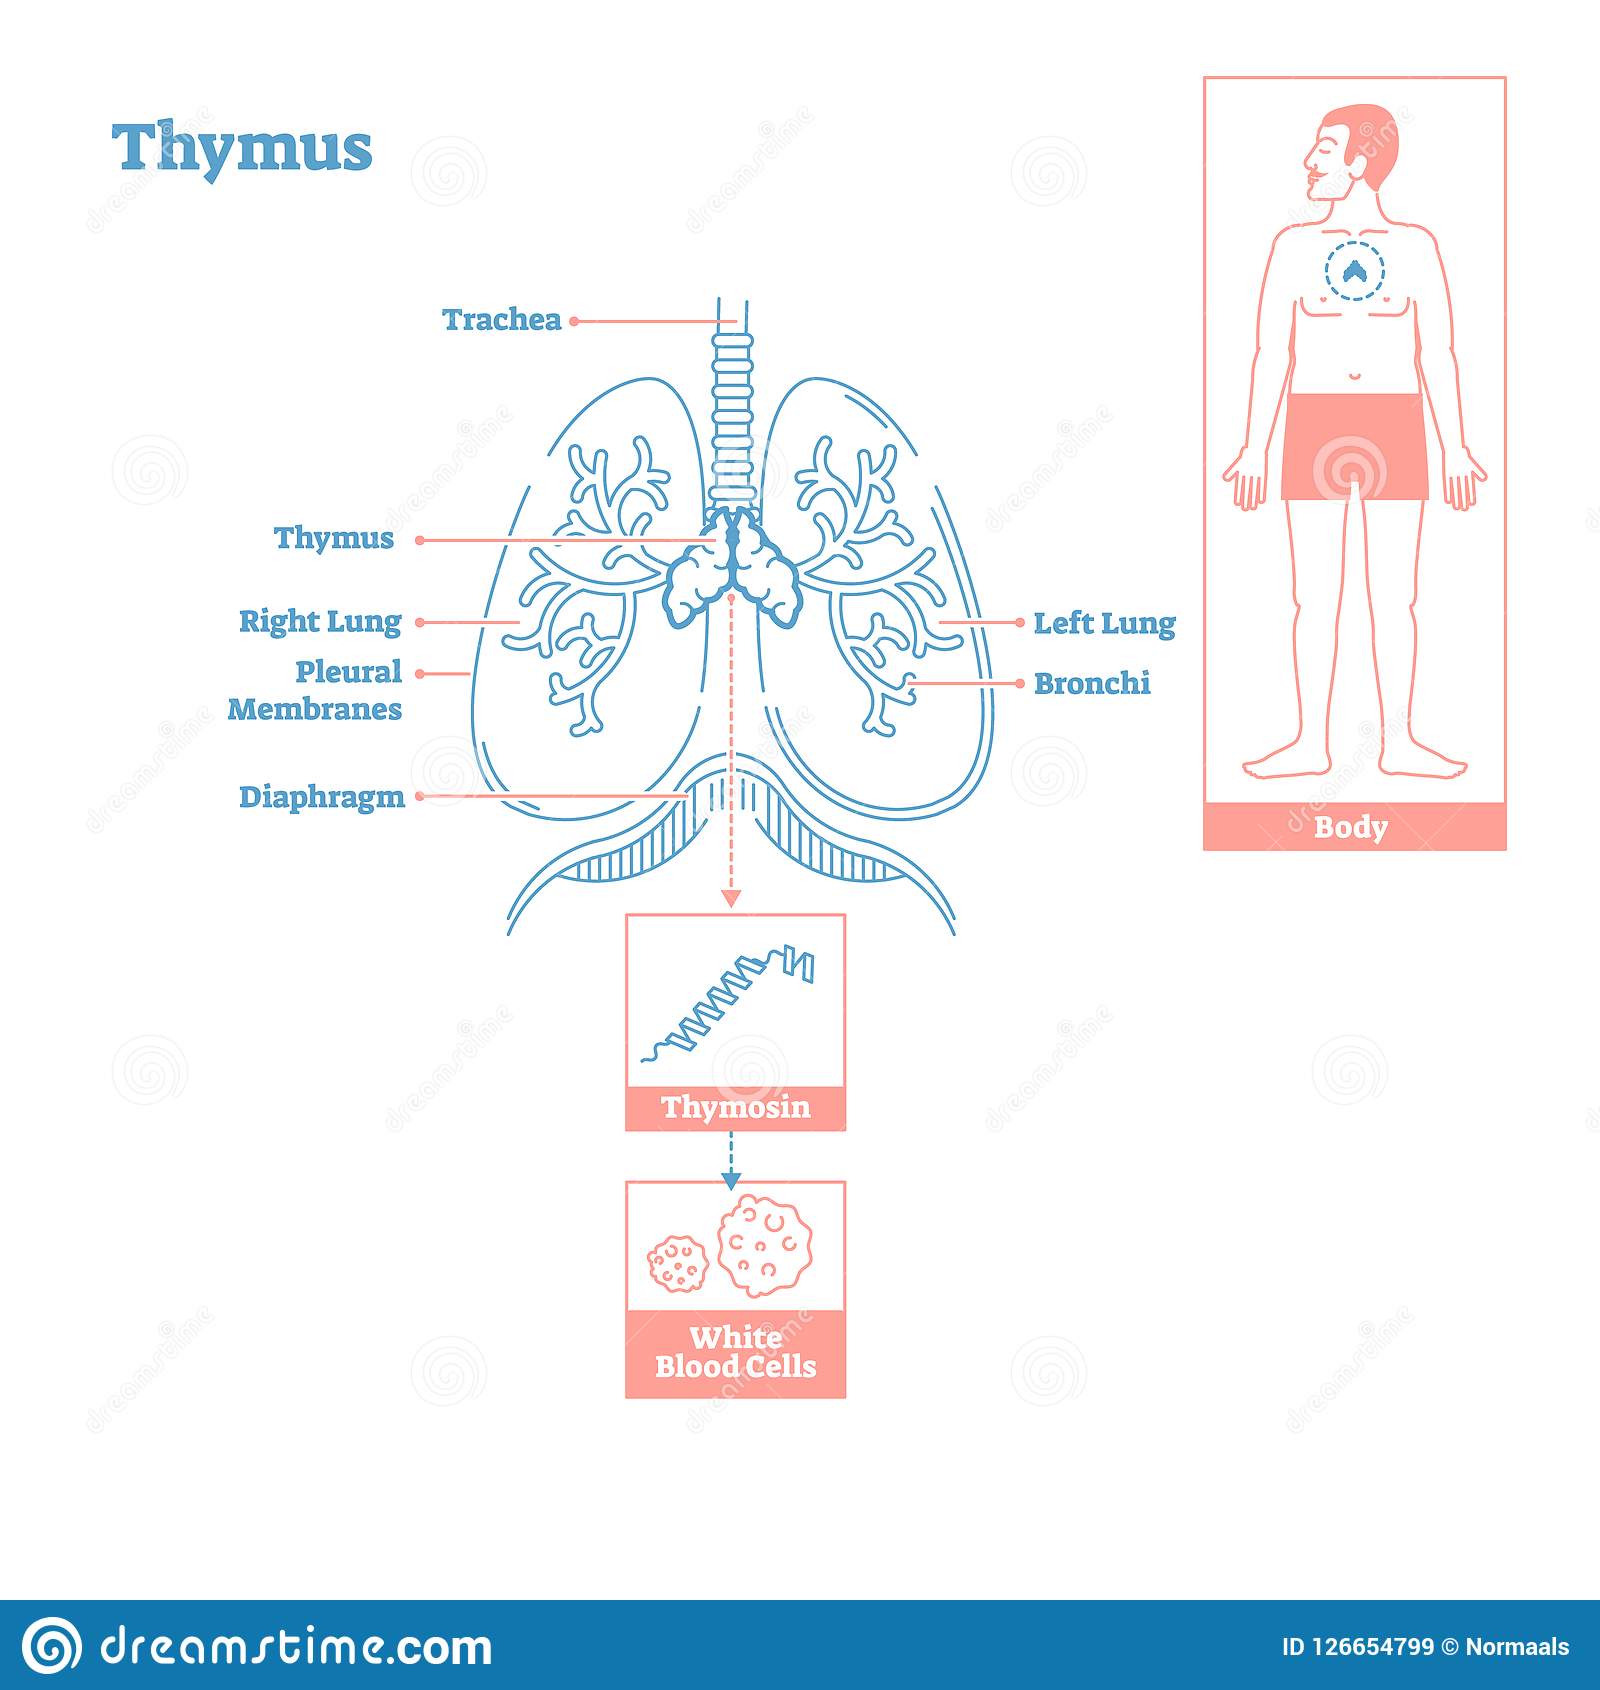 Thymus
Trachea
Thymus
Right Lung
Pleural
Membranes
Diaphragm
Left Lung
Bronchi
Body
Thymosin
White
Blood Cells
dreamstime.com
ID 126654799 © Normaals
dreamstime